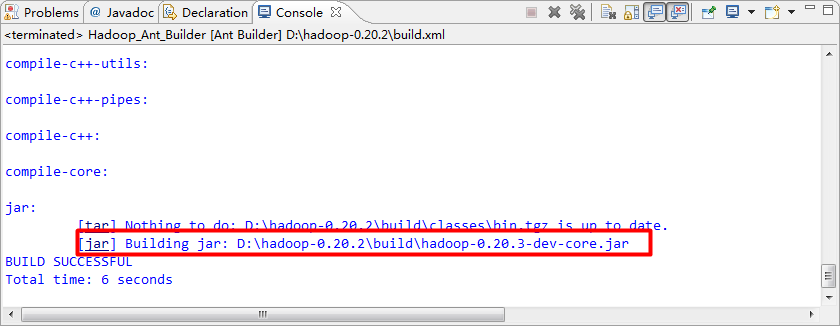 Problems @ Javadoc Declaration Console
<terminated> Hadoop_Ant_Builder [Ant Builder] D:\hadoop-0.20.2\build.xml
compile-c++-utils:
compile-c++-pipes:
compile-c++:
compile-core:
jar:
[tar] Nothing to do: D:\hadoop-0.20.2\build\classes\bin.tgz is up to date.
[jar] Building jar: D:\hadoop-0.20.2\build\hadoop-0.20.3-dev-core.jar
BUILD SUCCESSFUL
Total time: 6 seconds